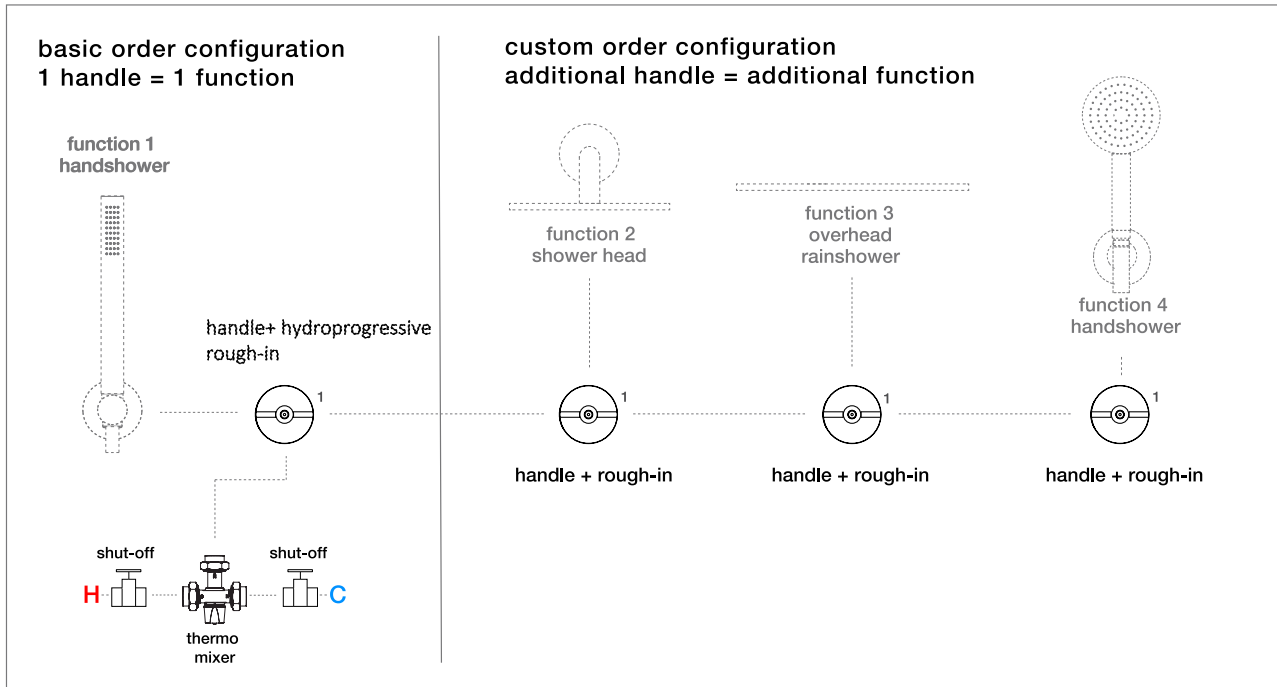 basic order configuration
1 handle = 1 function
function 1
handshower
handle+ hydroprogressive
rough-in
1
shut-off
shut-off
H
C
thermo
mixer
custom order configuration
additional handle = additional function
function 2
shower head
function 3
overhead
rainshower
function 4
handshower
1
1
1
handle + rough-in
handle + rough-in
handle + rough-in